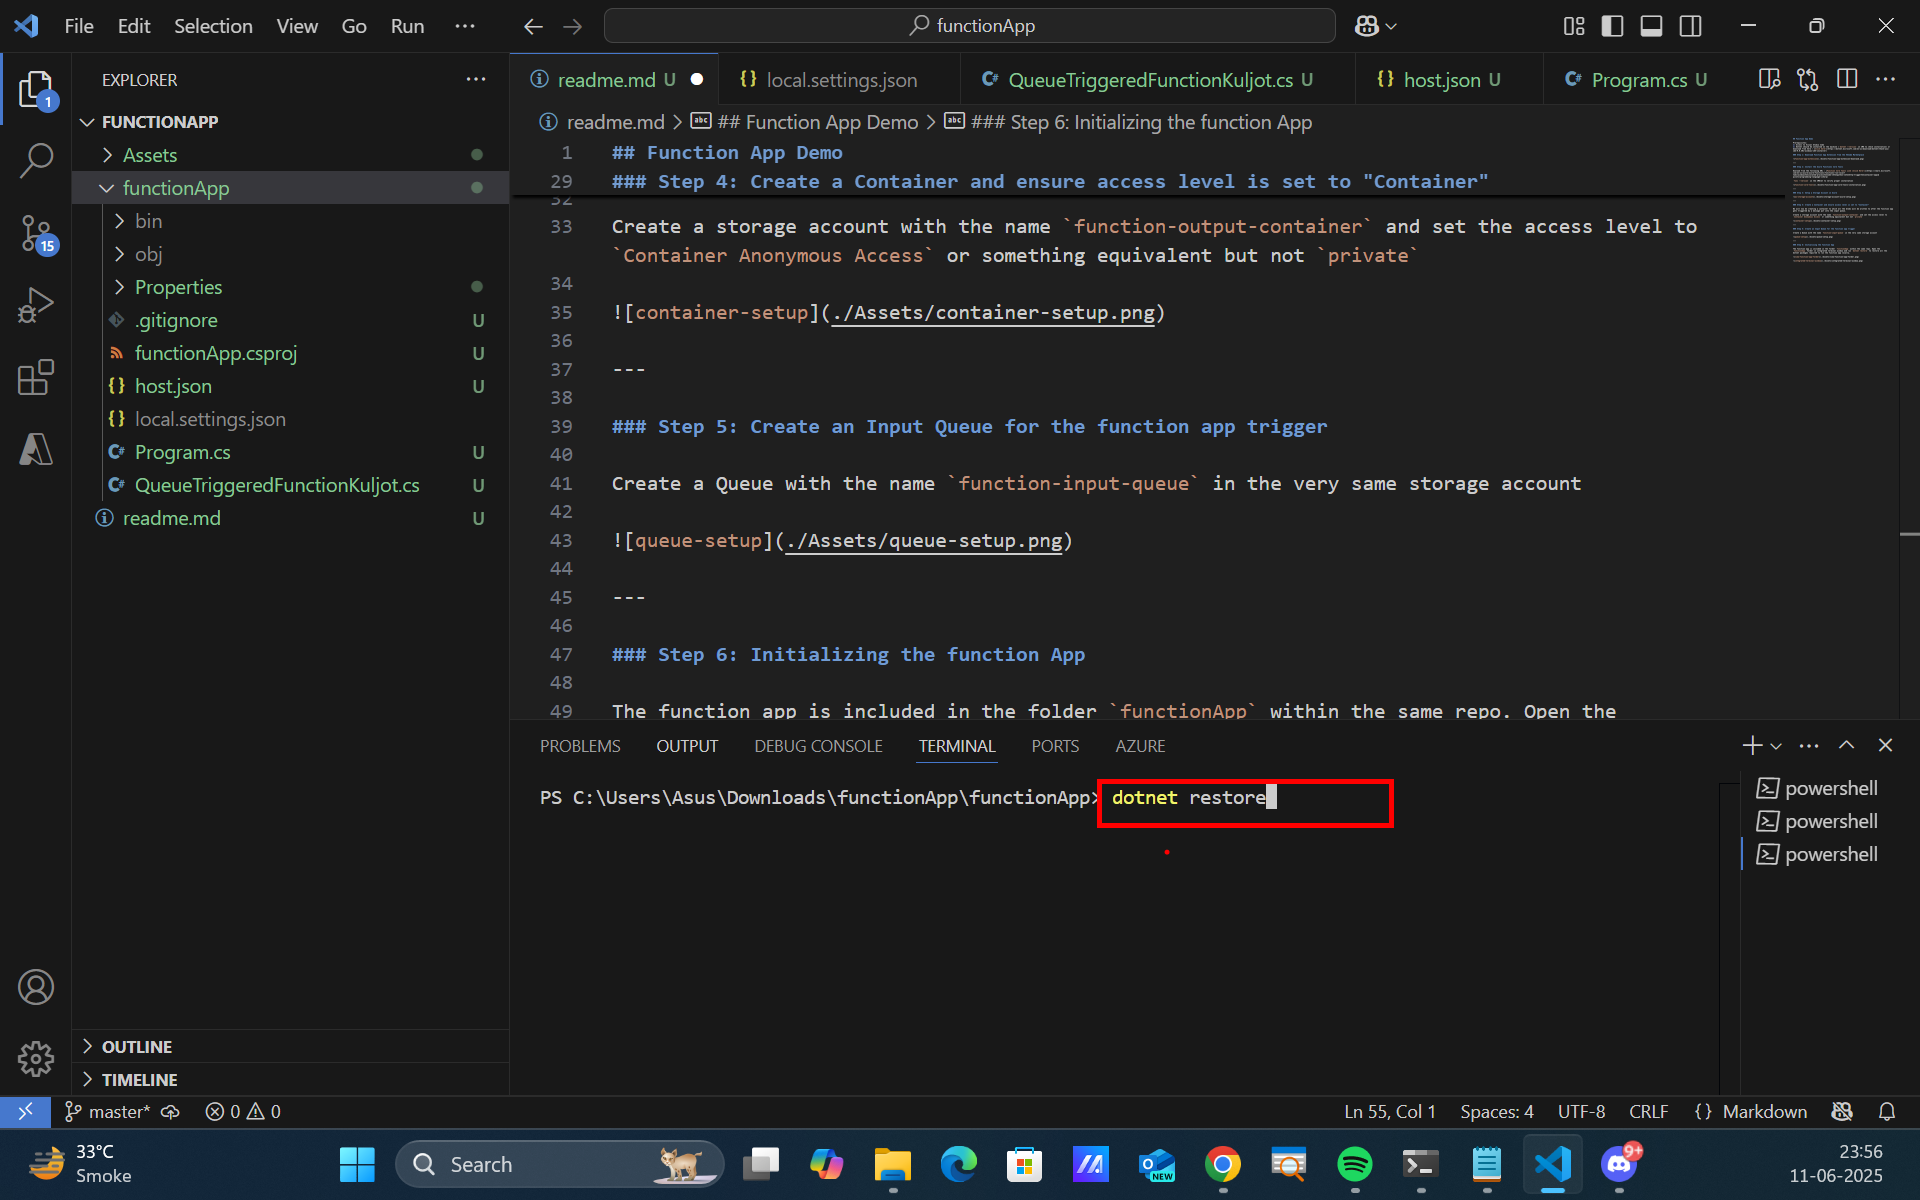 File Edit Selection View Go Run ···
functionApp
EXPLORER
FUNCTIONAPP
Assets
functionApp
bin
obj
Properties
.gitignore U
functionApp.csproj U
host.json U
local.settings.json
Program.cs U
QueueTriggeredFunctionKuljot.cs U
readme.md U
OUTLINE
TIMELINE
1
15
readme.md U
local.settings.json
QueueTriggeredFunctionKuljot.cs U
host.json U
Program.cs U
readme.md > ## Function App Demo > ### Step 6: Initializing the function App
1 ## Function App Demo
29 ### Step 4: Create a Container and ensure access level is set to "Container"
32
33 Create a storage account with the name `function-output-container` and set the access level to
`Container Anonymous Access` or something equivalent but not `private`
34
35 ![container-setup](./Assets/container-setup.png)
36
37 ---
38
39 ### Step 5: Create an Input Queue for the function app trigger
40
41 Create a Queue with the name `function-input-queue` in the very same storage account
42
43 ![queue-setup](./Assets/queue-setup.png)
44
45 ---
46
47 ### Step 6: Initializing the function App
48
49 The function app is included in the folder `functionApp` within the same repo. Open the
PROBLEMS OUTPUT DEBUG CONSOLE TERMINAL PORTS AZURE
PS C:\Users\Asus\Downloads\functionApp\functionApp> dotnet restore
powershell
powershell
powershell
master* 0 0
Ln 55, Col 1 Spaces: 4 UTF-8 CRLF {} Markdown
33°C
Smoke
Search
NEW
9+
23:56
11-06-2025